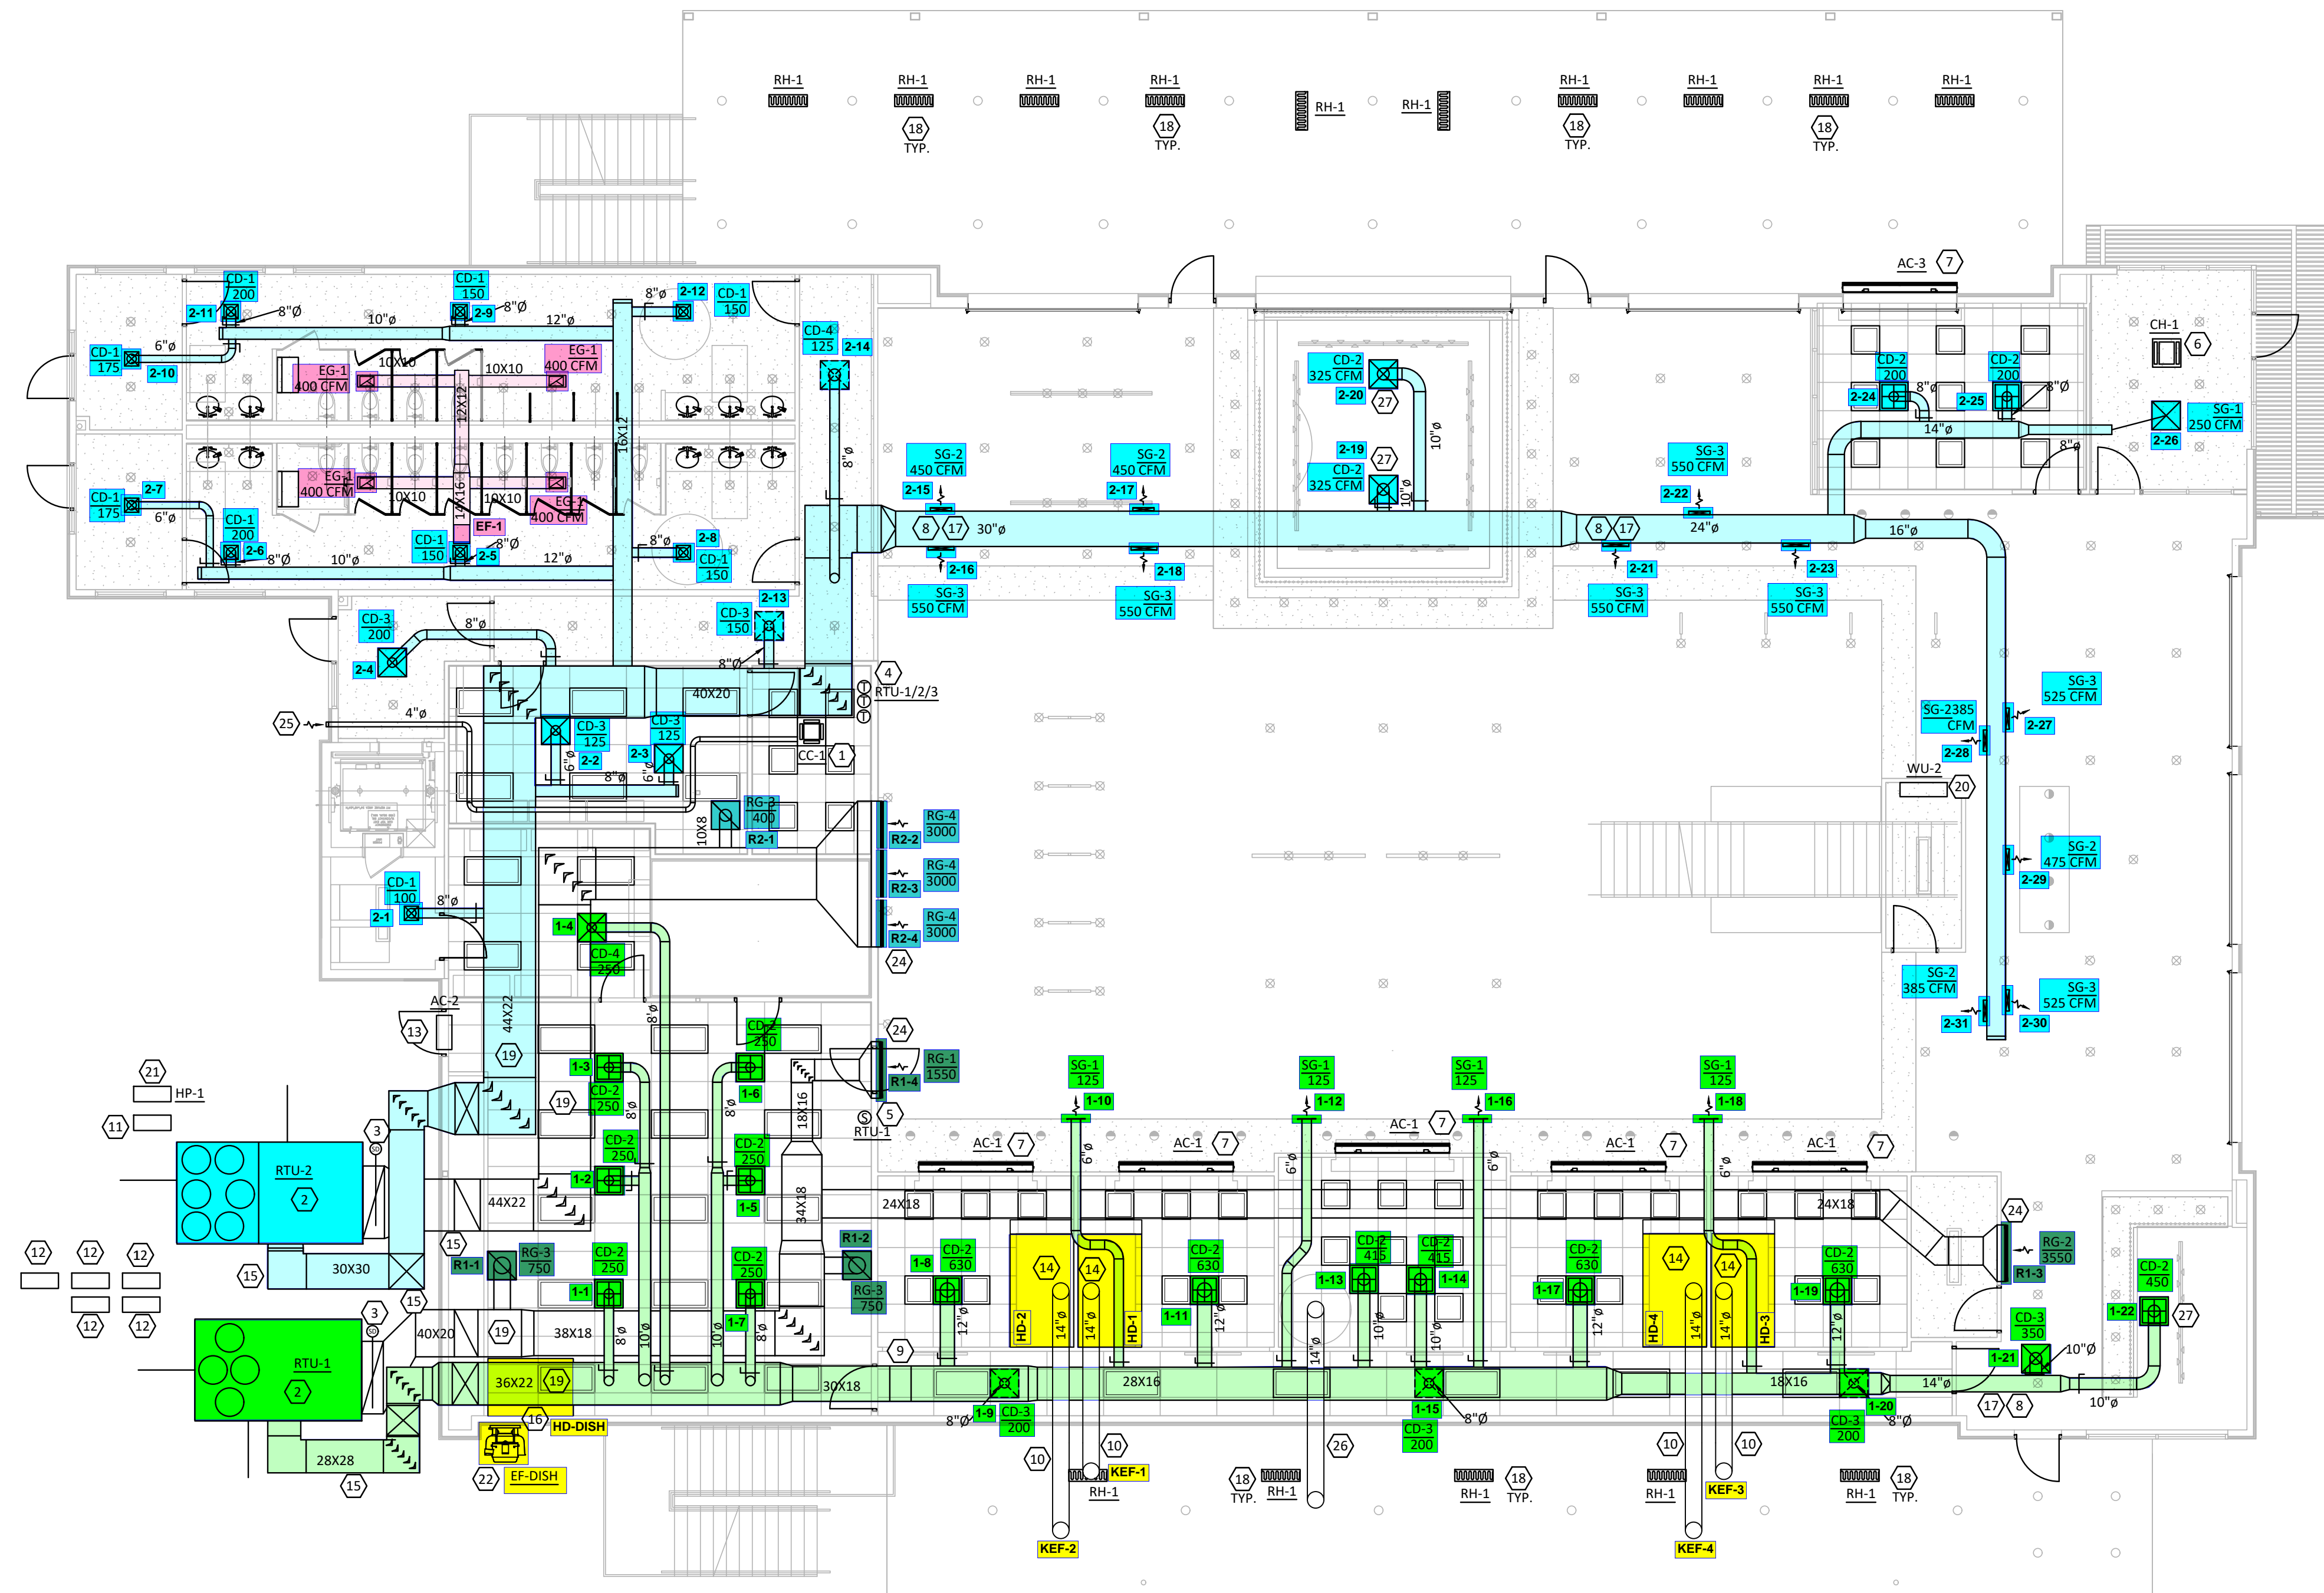 RH-1
RH-1
RH-1
RH-1
RH-1
RH-1
RH-1
RH-1
RH-1
RH-1
18
TYP.
18
TYP.
18
TYP.
18
TYP.
AC-3
7
CD-1
200
2-11
8"Ø
CD-1
150
2-9
8"Ø
8"ø
2-12
CD-1
150
10"ø
12"ø
CD-1
175
6"ø
2-10
EG-1
400 CFM
10X10
10X10
EG-1
400 CFM
12X12
16X12
CD-4
125
2-14
8"ø
CD-2
325 CFM
2-20
27
10"ø
2-19
CD-2
325 CFM
27
10"ø
CD-2
200
2-24
8"Ø
CD-2
200
2-25
8"Ø
14"ø
CH-1
6
SG-1
250 CFM
2-26
8"ø
EG-1
400 CFM
10X10
10X10
EG-1
400 CFM
14X16
EF-1
2-7
CD-1
175
6"ø
CD-1
200
2-6
8"Ø
10"ø
CD-1
150
2-5
8"Ø
12"ø
8"ø
2-8
CD-1
150
SG-2
450 CFM
2-15
SG-2
450 CFM
2-17
8
17
30"ø
2-16
SG-3
550 CFM
2-18
SG-3
550 CFM
SG-3
550 CFM
2-22
8
17
24"ø
2-21
SG-3
550 CFM
2-23
SG-3
550 CFM
16"ø
CD-3
200
2-4
8"ø
2-13
CD-3
150
8"Ø
40X20
4
T
T
T
RTU-1/2/3
25
4"ø
CD-3
125
2-2
6"ø
CD-3
125
2-3
6"ø
8"ø
CC-1
1
SG-3
525 CFM
2-27
SG-2385
CFM
2-28
WU-2
20
RG-3
400
R2-1
10X8
RG-4
3000
R2-2
RG-4
3000
R2-3
RG-4
3000
R2-4
24
SG-2
475 CFM
2-29
CD-1
100
2-1
8"ø
1-4
CD-4
250
8'ø
44X22
19
AC-2
13
SG-2
385 CFM
2-31
SG-3
525 CFM
2-30
CD-2
250
1-6
8'ø
1-3
CD-2
250
8'ø
19
24
RG-1
1550
R1-4
5
S
RTU-1
18X16
21
HP-1
11
3
SD
RTU-2
2
12
12
12
12
12
15
30X30
15
44X22
CD-2
250
1-2
CD-2
250
1-5
34X18
SG-1
125
1-10
6"ø
SG-1
125
1-12
6"ø
SG-1
125
1-16
6"ø
SG-1
125
1-18
6"ø
AC-1
7
AC-1
7
AC-1
7
AC-1
7
AC-1
7
24X18
24X18
24
RG-2
3550
R1-3
R1-1
RG-3
750
CD-2
250
1-1
8'ø
10'ø
10'ø
CD-2
250
1-7
8'ø
R1-2
RG-3
750
1-8
CD-2
630
12"ø
14
14
HD-2
14"ø
14"ø
HD-1
CD-2
630
1-11
12"ø
14"ø
CD-2
415
1-13
10"ø
CD-2
415
1-14
10"ø
CD-2
630
1-17
12"ø
14
14
HD-4
14"ø
14"ø
HD-3
CD-2
630
1-19
12"ø
CD-2
450
1-22
27
CD-3
350
1-21
10"Ø
15
3
SD
RTU-1
2
40X20
19
38X18
9
36X22
19
30X18
28X16
18X16
14"ø
17
8
10"ø
8"Ø
1-9
CD-3
200
1-15
8"Ø
CD-3
200
1-20
8"Ø
CD-3
200
28X28
15
16
HD-DISH
22
EF-DISH
10
10
KEF-1
RH-1
KEF-2
18
TYP.
RH-1
26
RH-1
18
TYP.
10
RH-1
10
KEF-3
KEF-4
RH-1
18
TYP.